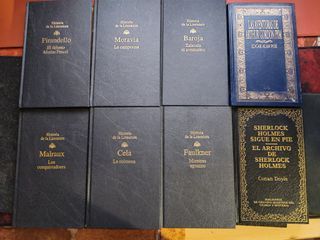 Historia
de la Literatura
Pirandello
El difunto
Matías Pascal
Historia
de la Literatura
Moravia
La campesina
Historia
de la Literatura
Baroja
Zalacaín
el aventurero
LAS AVENTURAS DE
ARTHUR GORDON PYM
EDGAR ALLAN POE
Historia
de la Literatura
Malraux
Los
conquistadores
Historia
de la Literatura
Cela
La colmena
Historia
de la Literatura
Faulkner
Mientras
agonizo
SHERLOCK HOLMES
SIGUE EN PIE
EL ARCHIVO DE
SHERLOCK
HOLMES
Conan Doyle